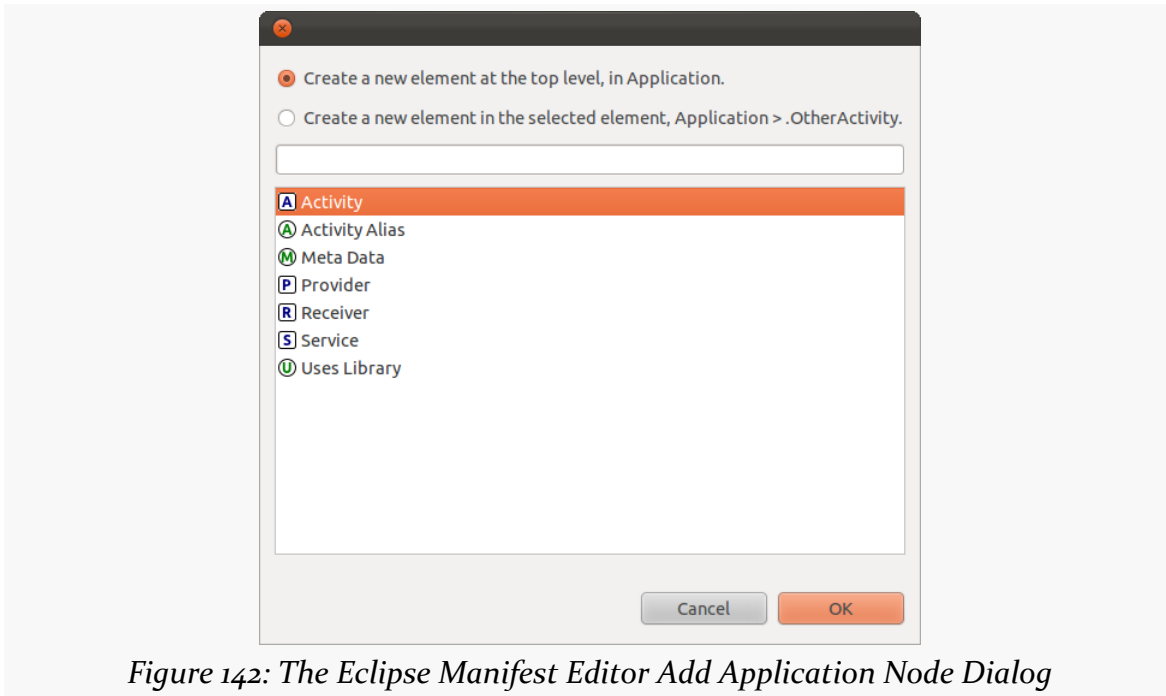 Create a new element at the top level, in Application.
Create a new element in the selected element, Application > .OtherActivity.
A Activity
A Activity Alias
M Meta Data
P Provider
R Receiver
S Service
U Uses Library
Cancel OK
Figure 142: The Eclipse Manifest Editor Add Application Node Dialog